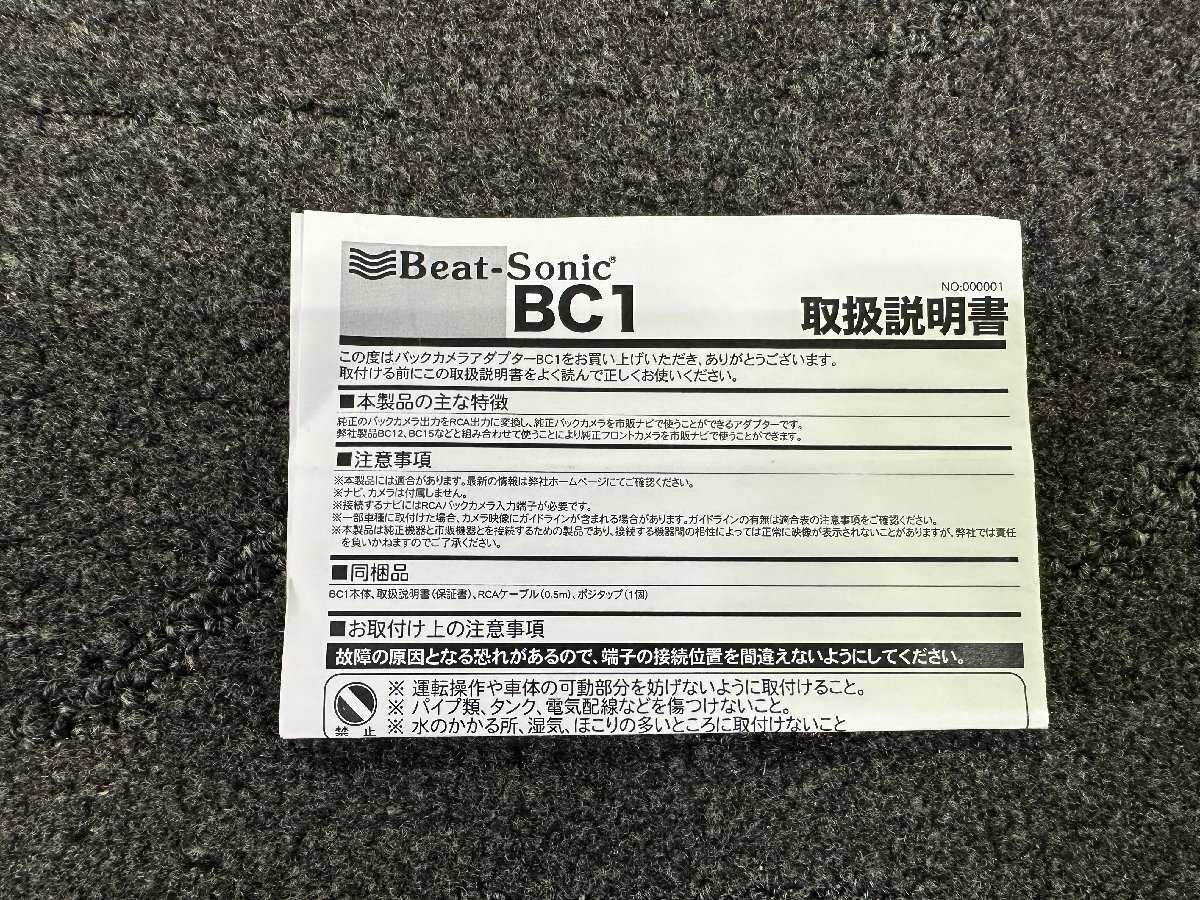 Beat-Sonic®
BC1
NO:000001
取扱説明書
この度はバックカメラアダプターBC1をお買い上げいただき、ありがとうございます。
取付ける前にこの取扱説明書をよく読んで正しくお使いください。
■本製品の主な特徴
純正のバックカメラ出力をRCA出力に変換し、純正バックカメラを市販ナビで使うことができるアダプターです。
弊社製品BC12、BC15などと組み合わせて使うことにより純正フロントカメラを市販ナビで使うことができます。
■注意事項
※本製品には適合があります。最新の情報は弊社ホームページにてご確認ください。
※ナビ、カメラは付属しません。
※接続するナビにはRCAバックカメラ入力端子が必要です。
※一部車種に取付けた場合、カメラ映像にガイドラインが含まれる場合があります。ガイドラインの有無は適合表の注意事項をご確認ください。
※本製品は純正機器と市販機器とを接続するための製品であり、接続する機器間の相性によっては正常に映像が表示されないことがありますが、弊社では責任
を負いかねますのでご了承ください。
■同梱品
BC1本体、取扱説明書(保証書)、RCAケーブル(0.5m)、ポジタップ(1個)
■お取付け上の注意事項
故障の原因となる恐れがあるので、端子の接続位置を間違えないようにしてください。
※ 運転操作や車体の可動部分を妨げないように取付けること。
※ パイプ類、タンク、電気配線などを傷つけないこと。
※ 水のかかる所、湿気、ほこりの多いところに取付けないこと
禁 止